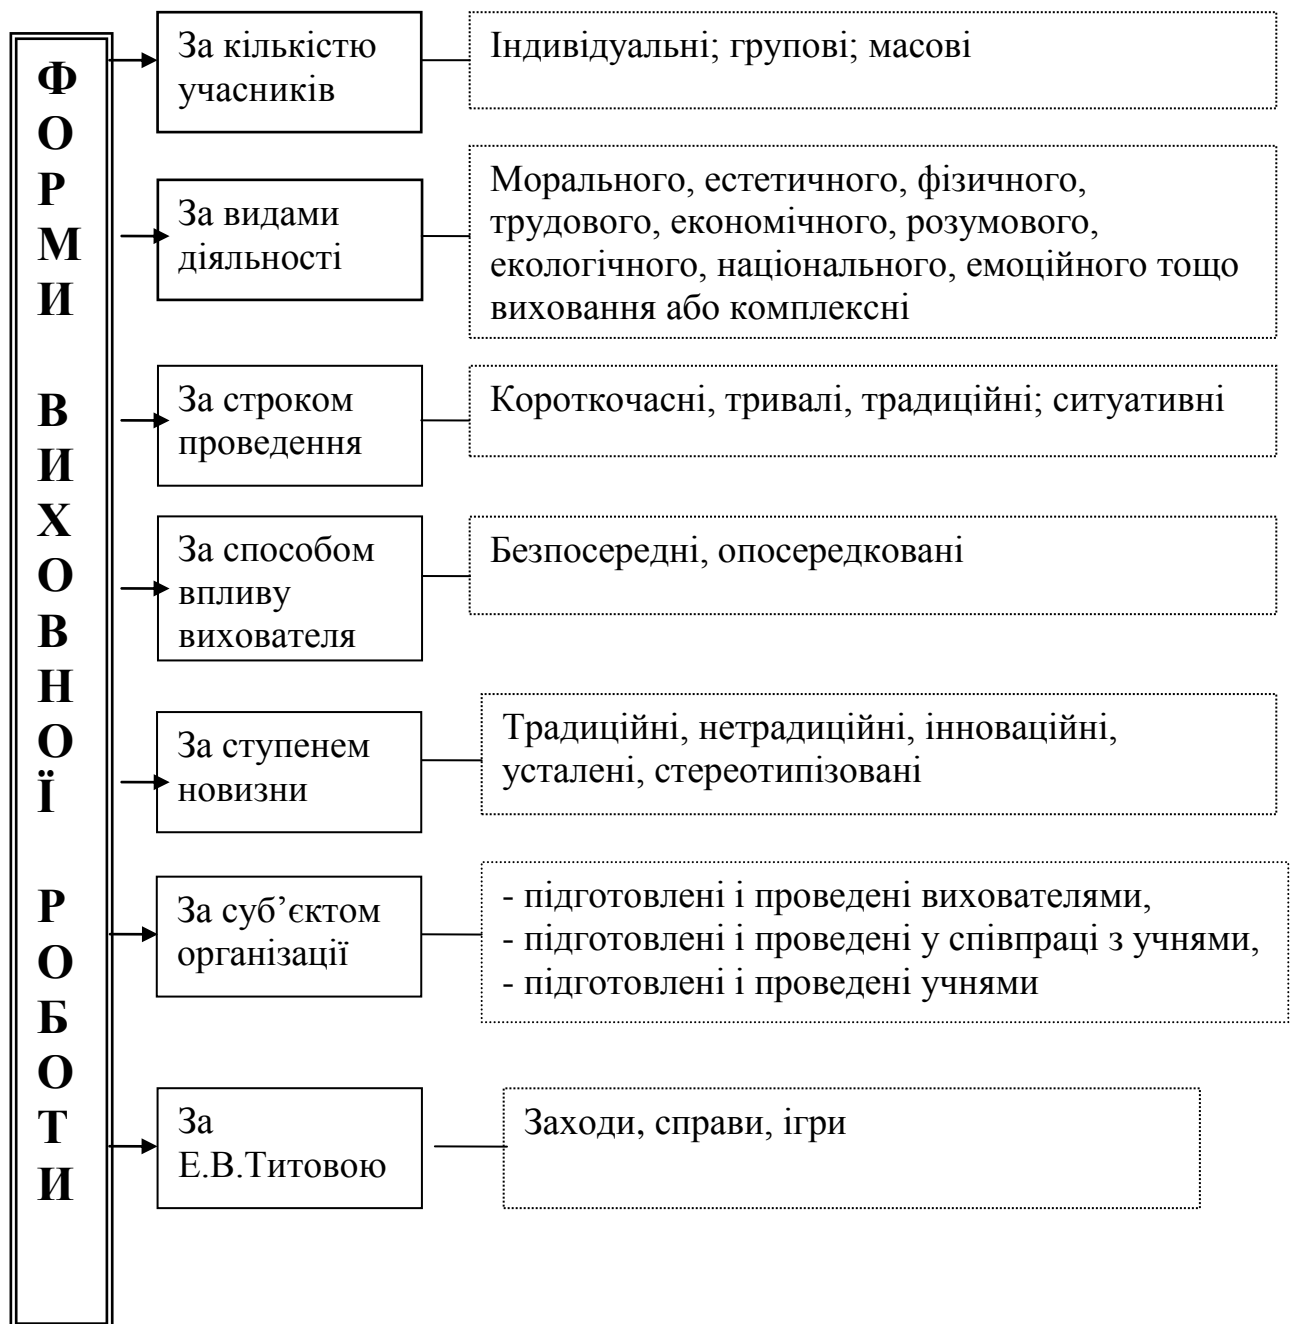 ФОРМИ ВИХОВНОЇ РОБОТИ
За кількістю
учасників
Індивідуальні; групові; масові
За видами
діяльності
Морального, естетичного, фізичного,
трудового, економічного, розумового,
екологічного, національного, емоційного тощо
виховання або комплексні
За строком
проведення
Короткочасні, тривалі, традиційні; ситуативні
За способом
впливу
вихователя
Безпосередні, опосередковані
За ступенем
новизни
Традиційні, нетрадиційні, інноваційні,
усталені, стереотипізовані
За суб’єктом
організації
- підготовлені і проведені вихователями,
- підготовлені і проведені у співпраці з учнями,
- підготовлені і проведені учнями
За
Е.В.Титовою
Заходи, справи, ігри